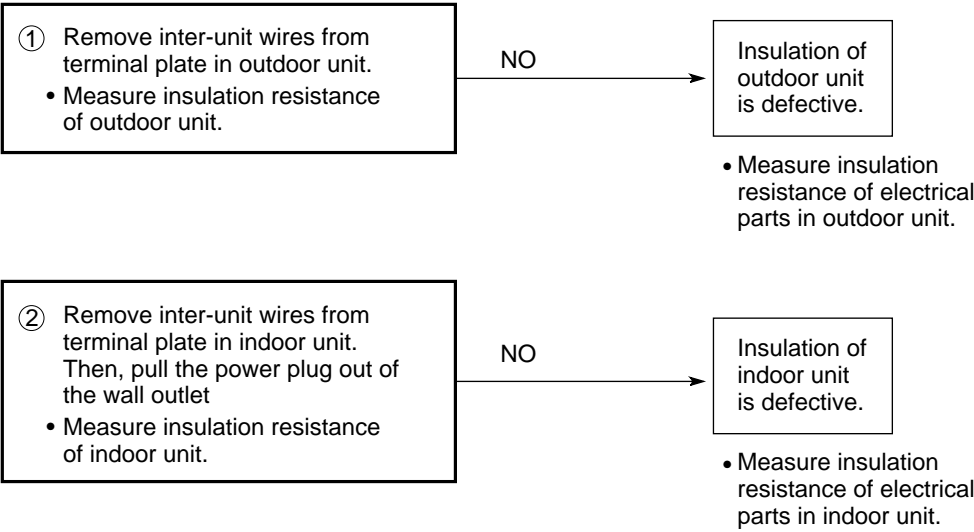 ① Remove inter-unit wires from
terminal plate in outdoor unit.
• Measure insulation resistance
of outdoor unit.
NO
Insulation of
outdoor unit
is defective.
• Measure insulation
resistance of electrical
parts in outdoor unit.
② Remove inter-unit wires from
terminal plate in indoor unit.
Then, pull the power plug out of
the wall outlet
• Measure insulation resistance
of indoor unit.
NO
Insulation of
indoor unit
is defective.
• Measure insulation
resistance of electrical
parts in indoor unit.